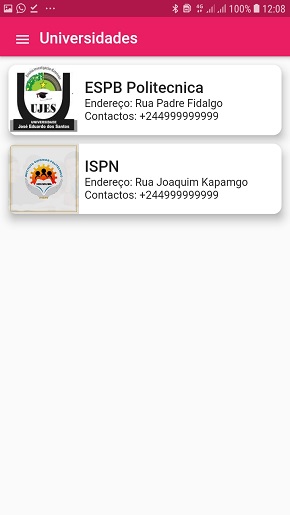 100% 12:08
Universidades
UJES
UNIVERSIDADE
José Eduardo dos Santos
ESPB Politecnica
Endereço: Rua Padre Fidalgo
Contactos: +244999999999
ISPN
Endereço: Rua Joaquim Kapamgo
Contactos: +244999999999